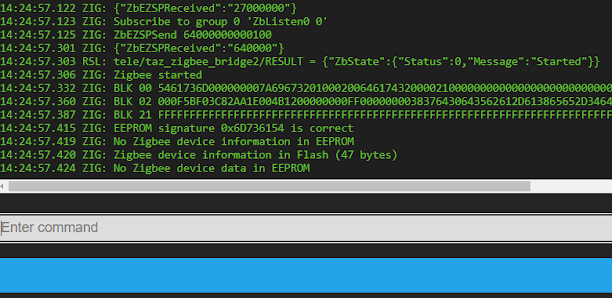 14:24:57.122 ZIG: {"ZbEZSPReceived":"27000000"}
14:24:57.123 ZIG: Subscribe to group 0 'ZbListen0 0'
14:24:57.125 ZIG: ZbEZSPSend 64000000000100
14:24:57.301 ZIG: {"ZbEZSPReceived":"640000"}
14:24:57.303 RSL: tele/taz_zigbee_bridge2/RESULT = {"ZbState":{"Status":0,"Message":"Started"}}
14:24:57.306 ZIG: Zigbee started
14:24:57.332 ZIG: BLK 00
14:24:57.360 ZIG: BLK 02
14:24:57.387 ZIG: BLK 21
14:24:57.415 ZIG: EEPROM signature 0x6D736154 is correct
14:24:57.419 ZIG: No Zigbee device information in EEPROM
14:24:57.420 ZIG: Zigbee device information in Flash (47 bytes)
14:24:57.424 ZIG: No Zigbee device data in EEPROM
Enter command